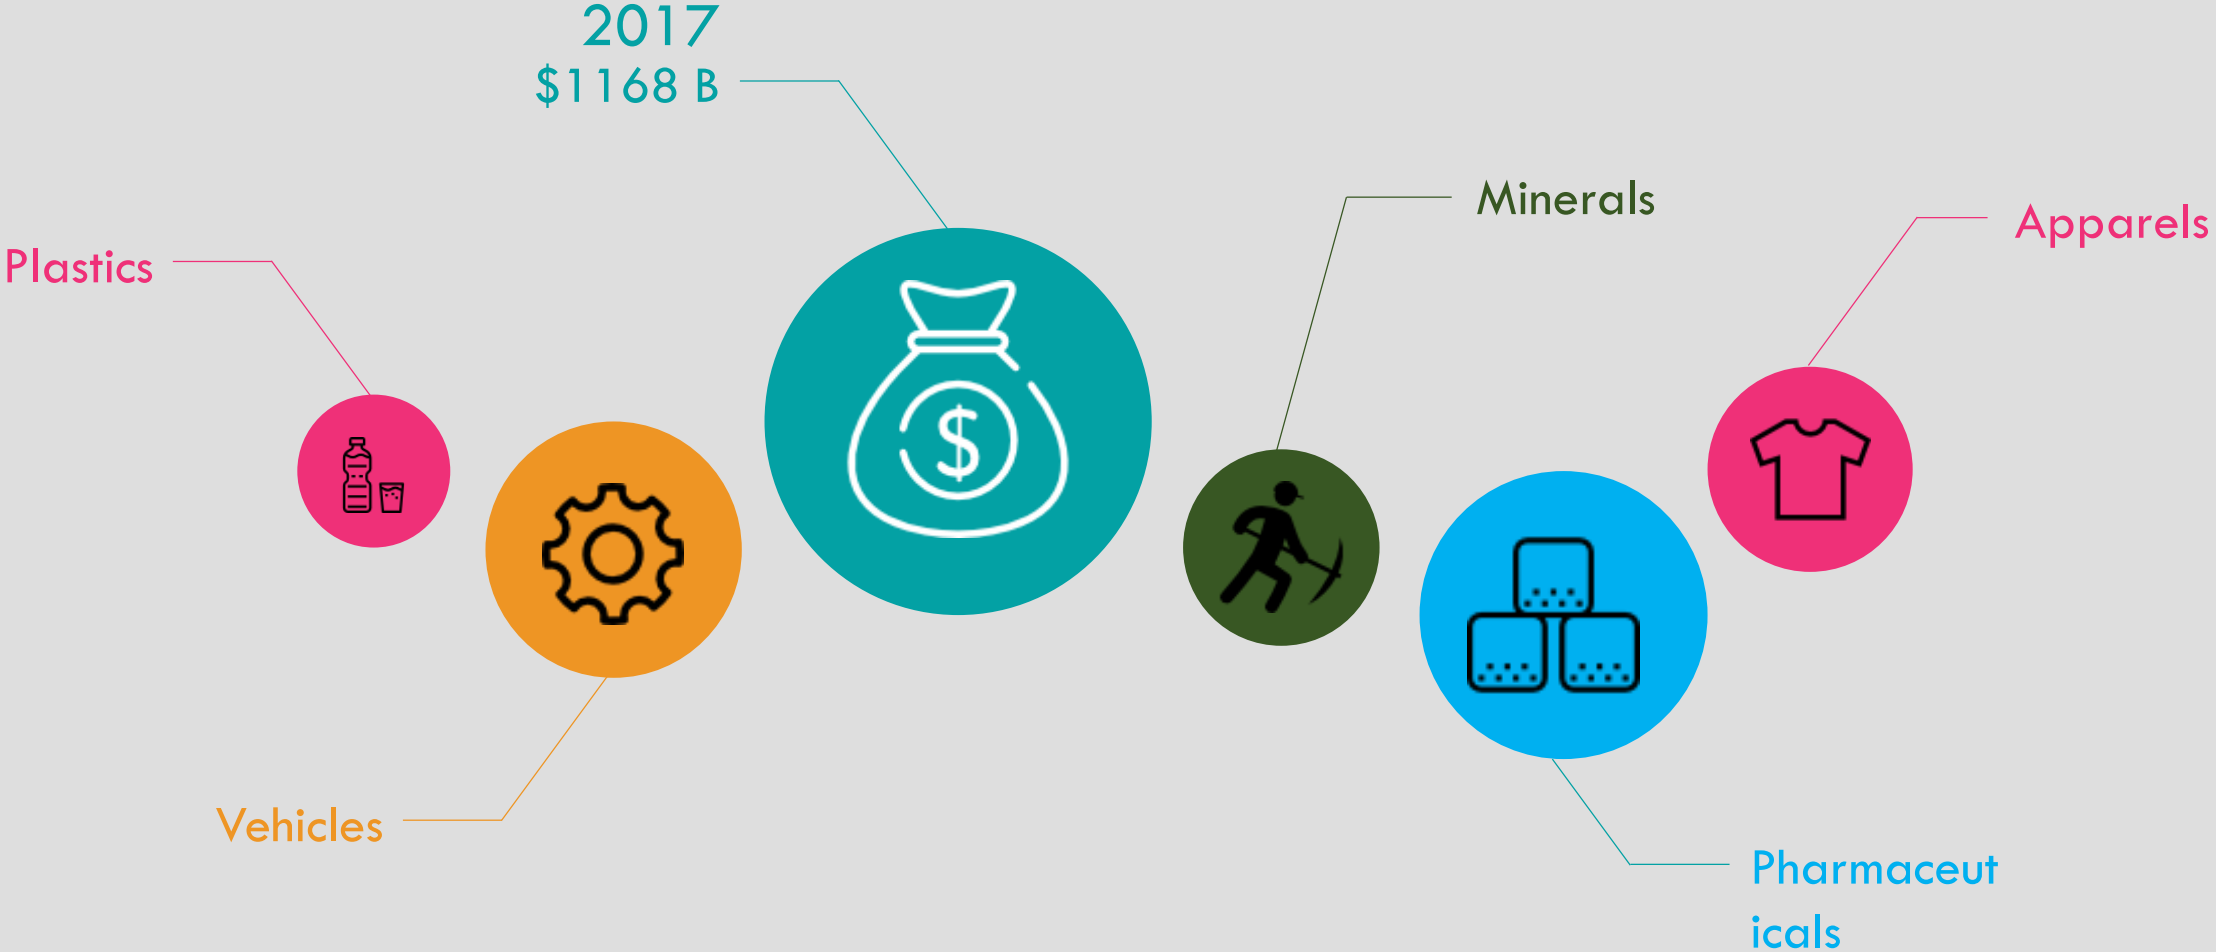 2017
$1168 B
Minerals
Apparels
Plastics
Vehicles
Pharmaceut
icals